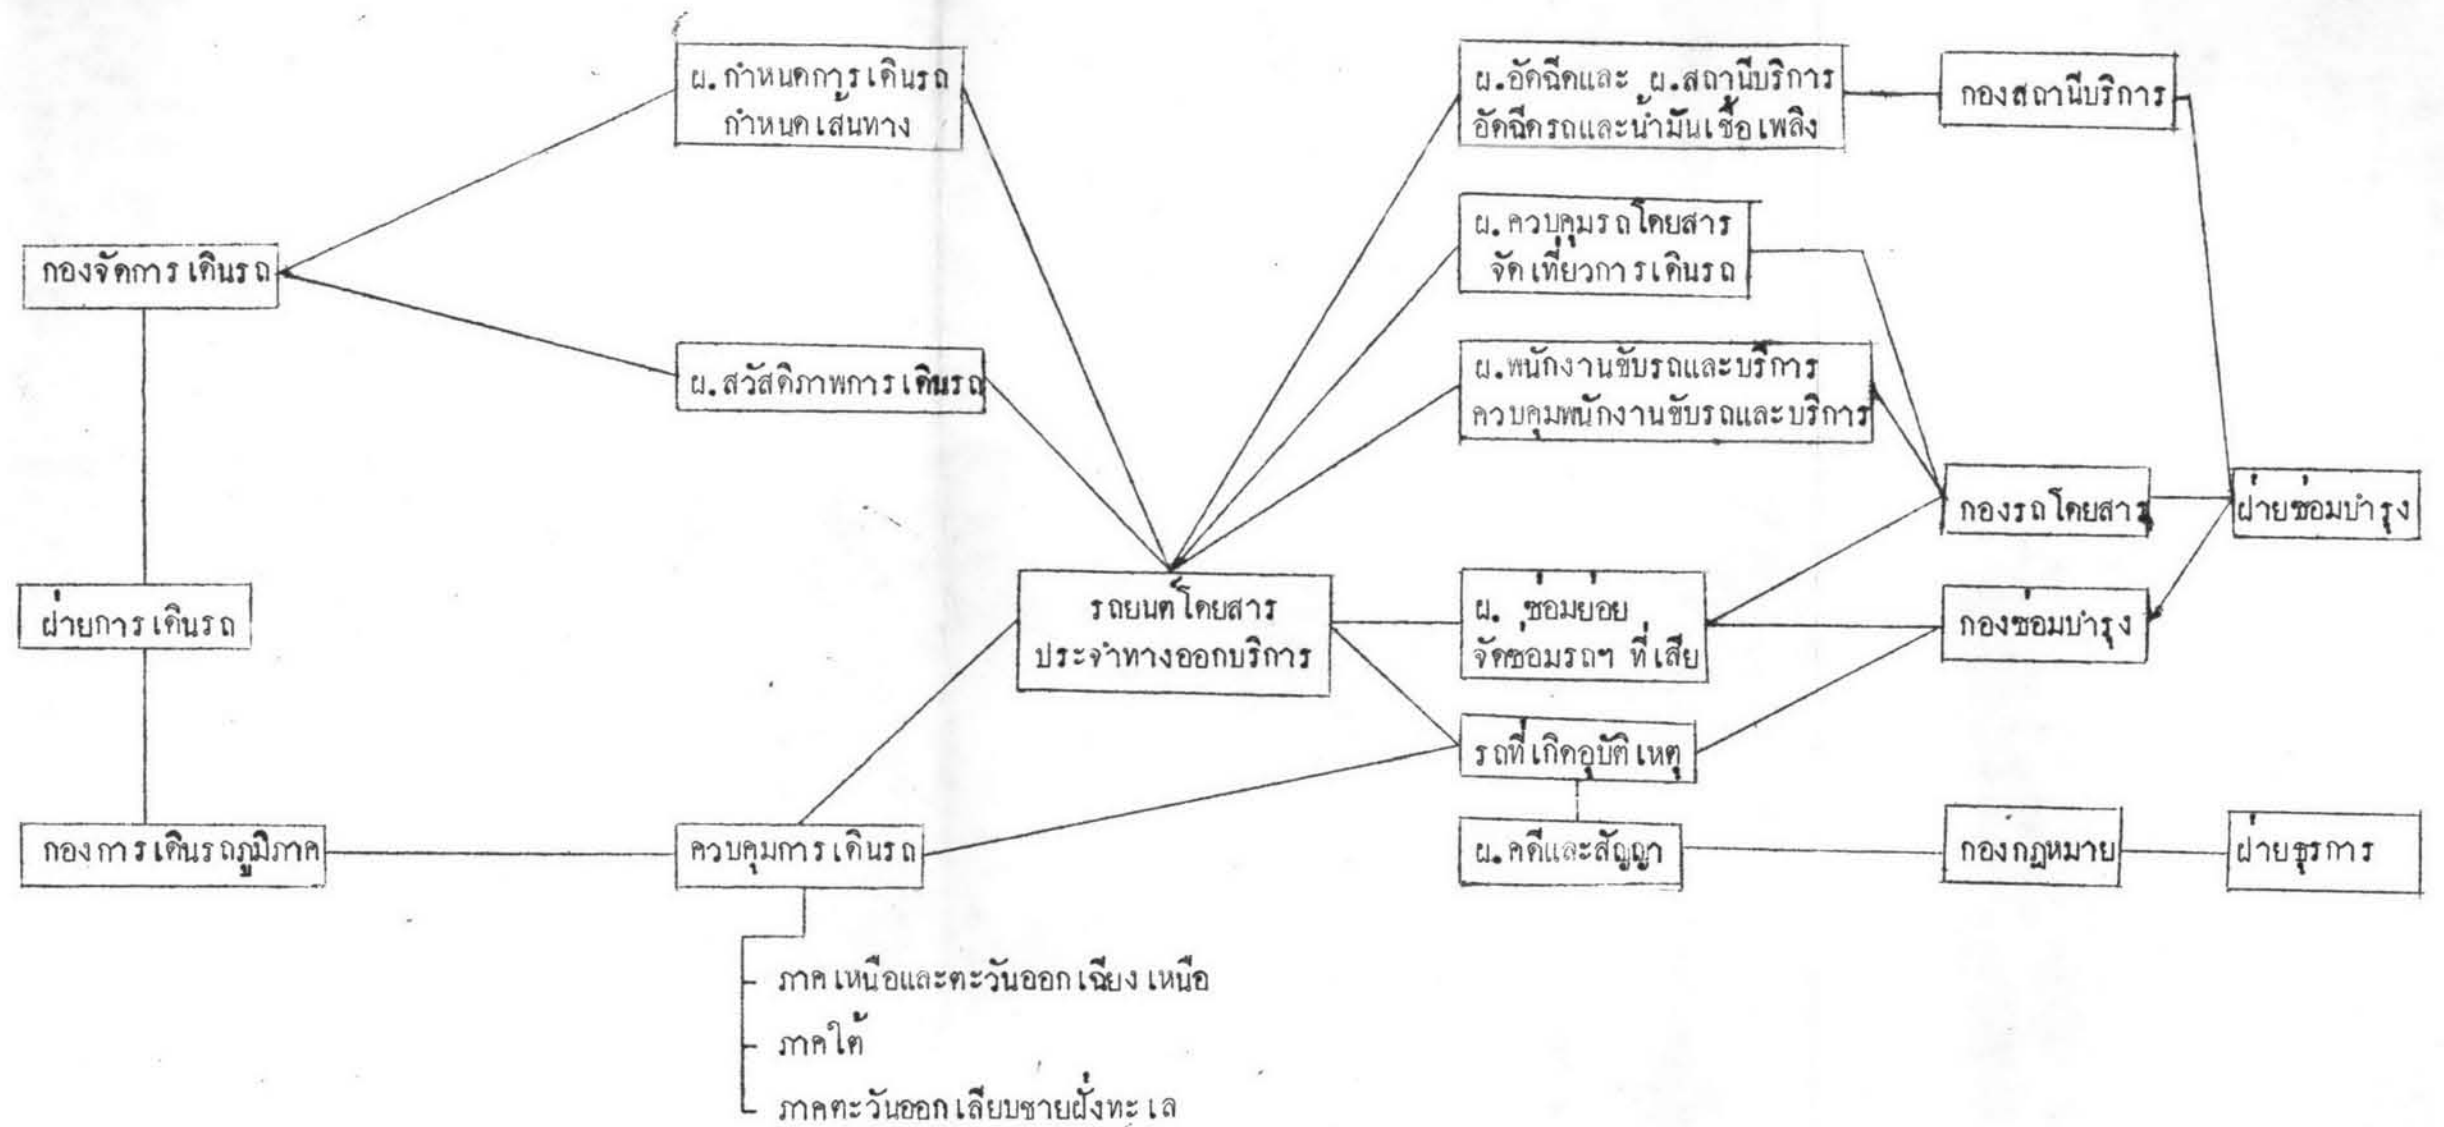 ผ.กำหนดการเดินรถ
กำหนดเส้นทาง
ผ.อัดฉีดและ ผ.สถานีบริการ
อัดฉีดรถและน้ำมันเชื้อเพลิง
กองสถานีบริการ
ผ.ควบคุมรถโดยสาร
จัดเที่ยวการเดินรถ
กองจัดการเดินรถ
ผ.สวัสดิภาพการเดินรถ
ผ.พนักงานขับรถและบริการ
ควบคุมพนักงานขับรถและบริการ
กองรถโดยสาร
ฝ่ายซ่อมบำรุง
ฝ่ายการเดินรถ
รถยนต์โดยสาร
ประจำทางออกบริการ
ผ. ซ่อมย่อย
จัดซ่อมรถฯ ที่เสีย
กองซ่อมบำรุง
รถที่เกิดอุบัติเหตุ
กองการเดินรถภูมิภาค
ควบคุมการเดินรถ
ผ.คดีและสัญญา
กองกฎหมาย
ฝ่ายธุรการ
- ภาคเหนือและตะวันออกเฉียงเหนือ
- ภาคใต้
- ภาคตะวันออกเลียบชายฝั่งทะเล